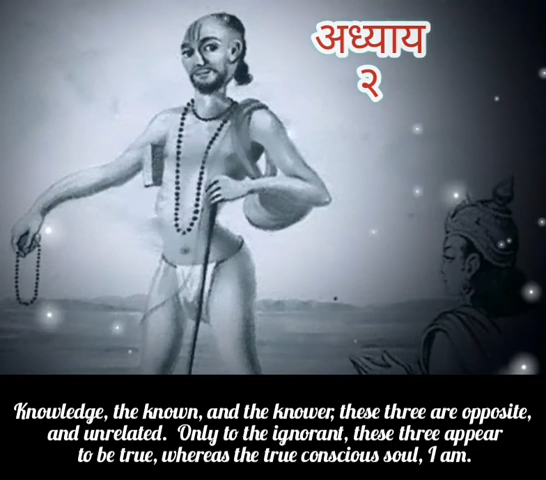 अध्याय
२
Knowledge, the known, and the knower, these three are opposite,
and unrelated. Only to the ignorant, these three appear
to be true, whereas the true conscious soul, I am.